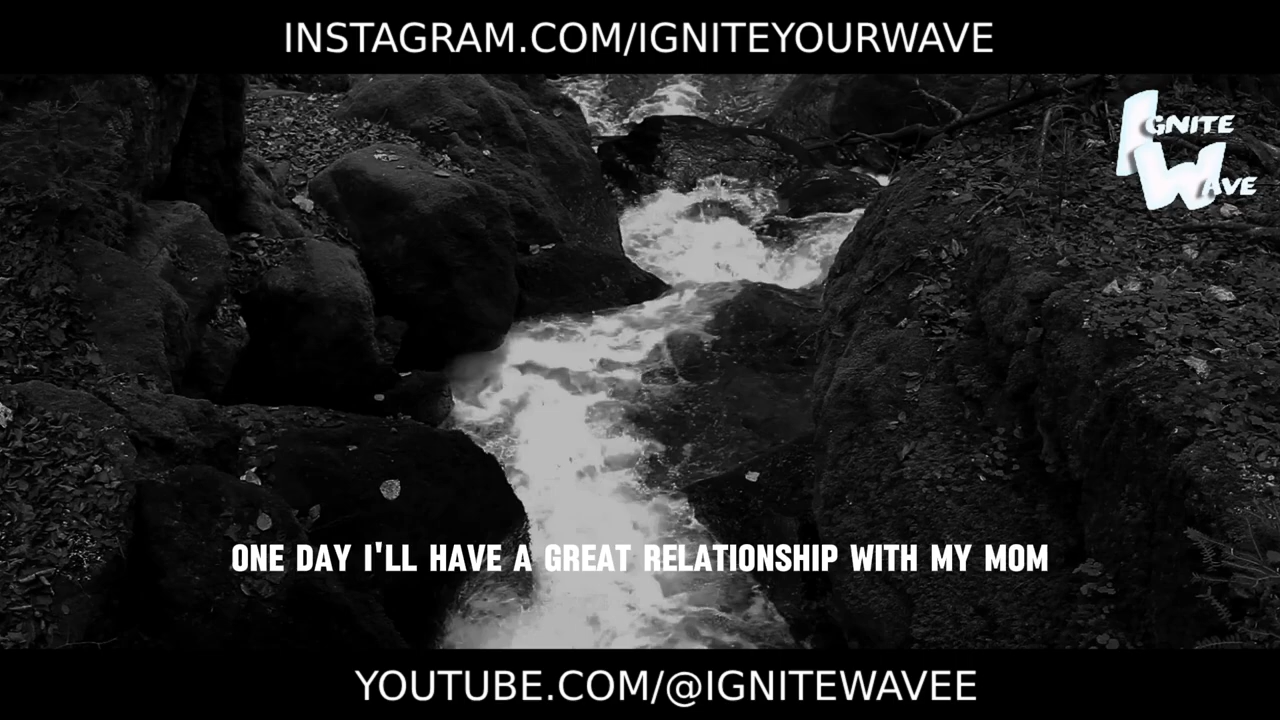 INSTAGRAM.COM/IGNITEYOURWAVE
IGNITE
WAVE
ONE DAY I'LL HAVE A GREAT RELATIONSHIP WITH MY MOM
YOUTUBE.COM/@IGNITEWAVEE